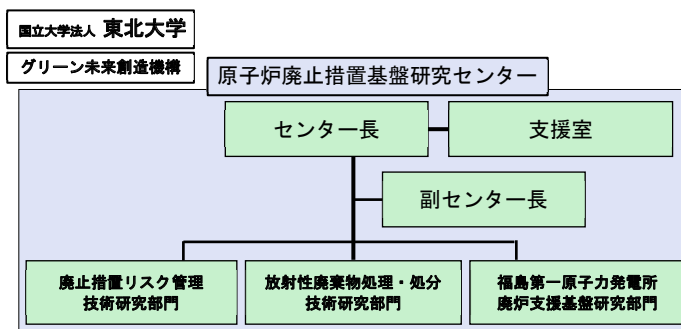 国立大学法人 東北大学
グリーン未来創造機構
原子炉廃止措置基盤研究センター
センター長
支援室
副センター長
廃止措置リスク管理
技術研究部門
放射性廃棄物処理・処分
技術研究部門
福島第一原子力発電所
廃炉支援基盤研究部門